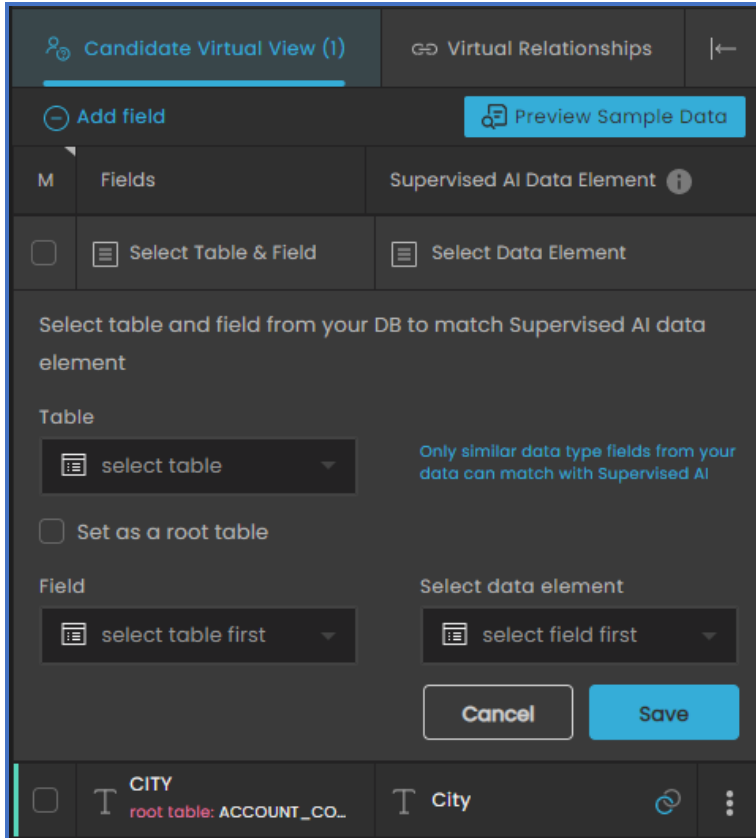 Candidate Virtual View (1) Virtual Relationships
Add field Preview Sample Data
M Fields Supervised AI Data Element i
Select Table & Field Select Data Element
Select table and field from your DB to match Supervised AI data
element
Table
select table
Only similar data type fields from your
data can match with Supervised AI
Set as a root table
Field Select data element
select table first select field first
Cancel Save
CITY
root table: ACCOUNT_CO...
T City